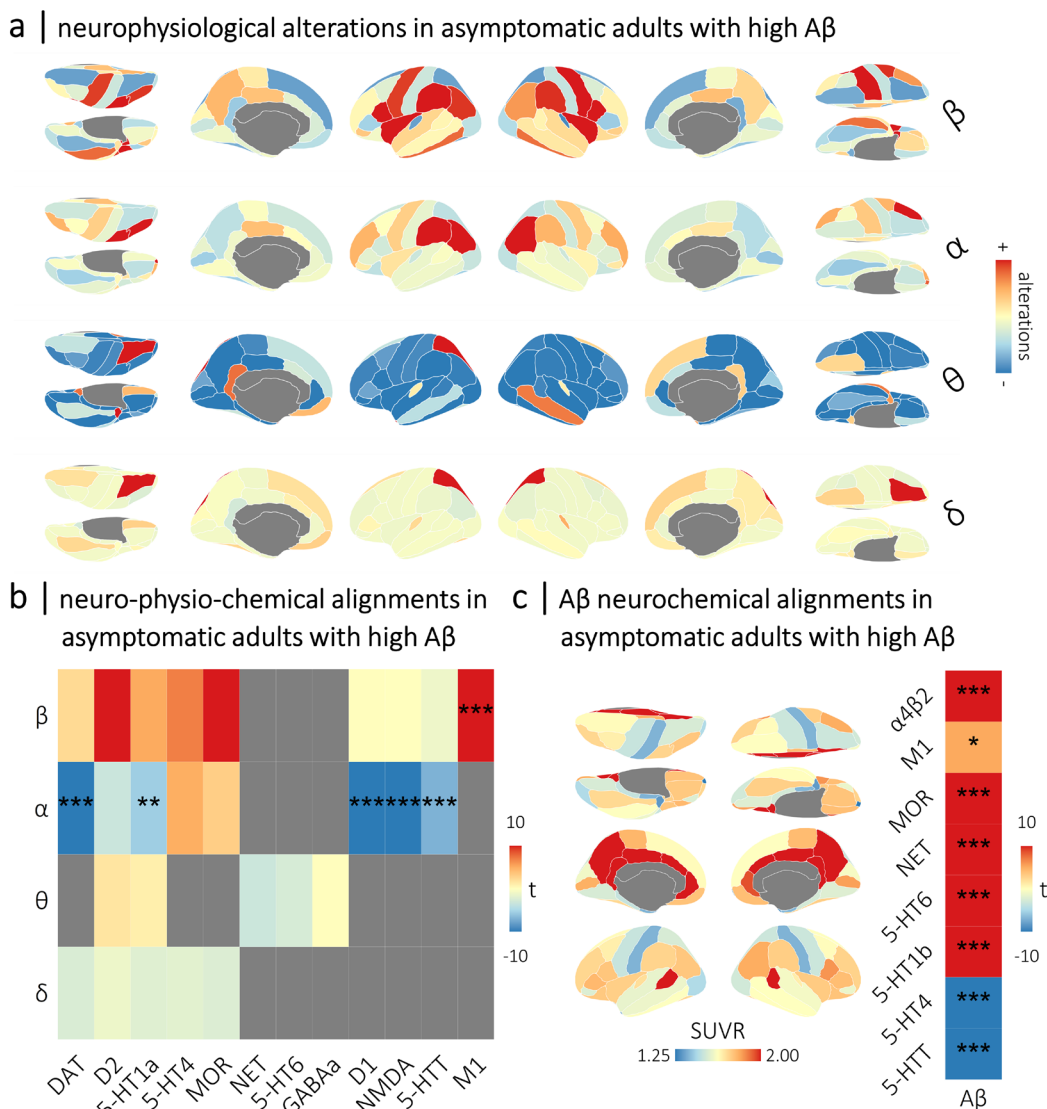 a | neurophysiological alterations in asymptomatic adults with high Aβ
β
α
+
alterations
-
θ
δ
b | neuro-physio-chemical alignments in
asymptomatic adults with high Aβ
β
***
α
***
**
***
***
***
θ
δ
10
t
-10
DAT
D2
5-HT1a
5-HT4
MOR
NET
5-HT6
GABAa
D1
NMDA
5-HTT
M1
c | Aβ neurochemical alignments in
asymptomatic adults with high Aβ
SUVR
1.25
2.00
α4β2
***
M1
*
MOR
***
NET
***
5-HT6
***
5-HT1b
***
5-HT4
***
5-HTT
***
Aβ
10
t
-10